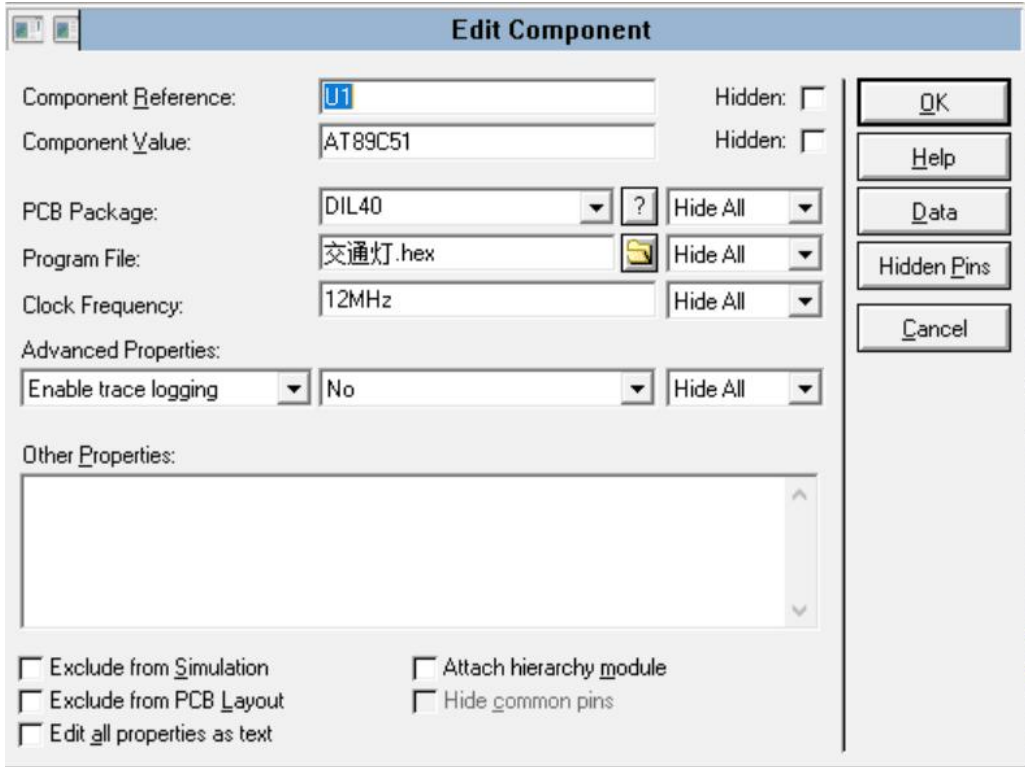 Edit Component
Component Reference: U1 Hidden: OK
Component Value: AT89C51 Hidden: Help
PCB Package: DIL40 ? Hide All Data
Program File: 交通灯.hex Hide All Hidden Pins
Clock Frequency: 12MHz Hide All Cancel
Advanced Properties:
Enable trace logging No Hide All
Other Properties:
Exclude from Simulation Attach hierarchy module
Exclude from PCB Layout Hide common pins
Edit all properties as text